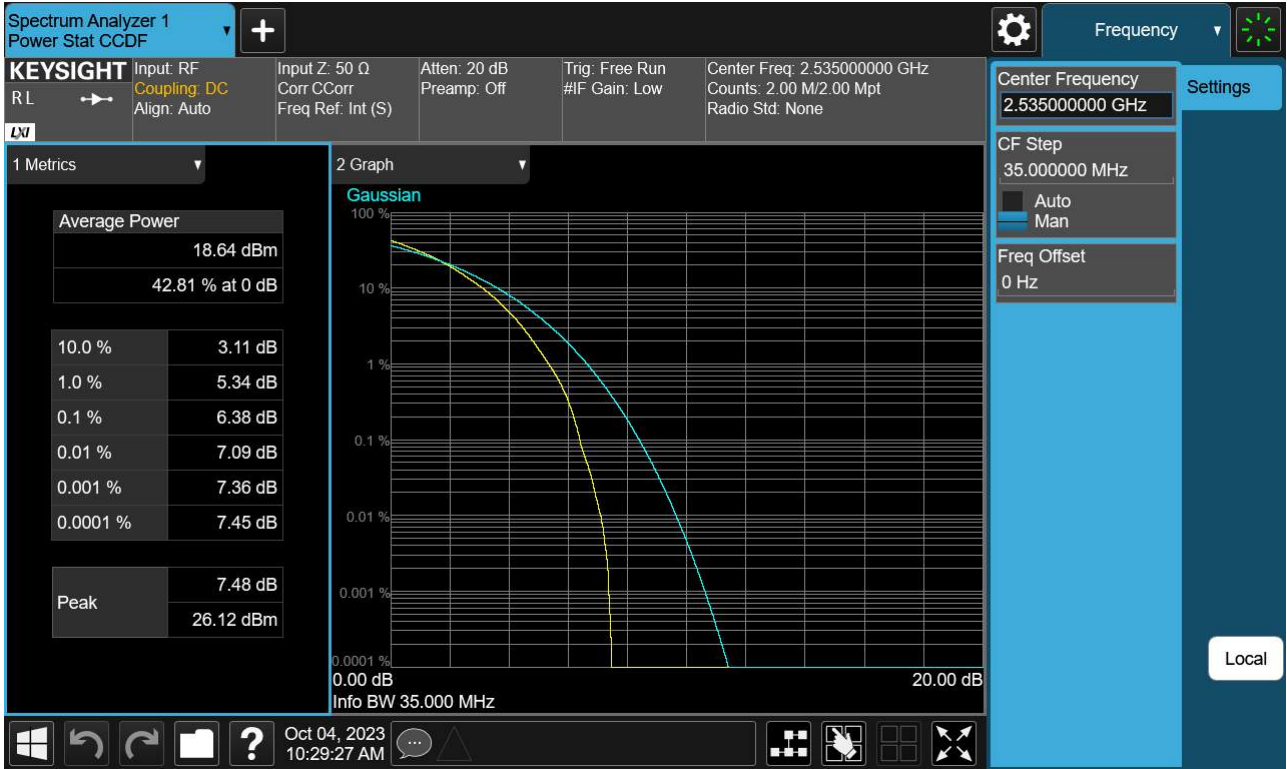 Spectrum Analyzer 1
Power Stat CCDF
+
Frequency
KEYSIGHT
RL
LXI
Input: RF
Coupling: DC
Align: Auto
Input Z: 50 Ω
Corr CCorr
Freq Ref: Int (S)
Atten: 20 dB
Preamp: Off
Trig: Free Run
#IF Gain: Low
Center Freq: 2.535000000 GHz
Counts: 2.00 M/2.00 Mpt
Radio Std: None
Center Frequency
2.535000000 GHz
Settings
CF Step
35.000000 MHz
Auto
Man
Freq Offset
0 Hz
Local
1 Metrics
Average Power
18.64 dBm
42.81 % at 0 dB
10.0 % 3.11 dB
1.0 % 5.34 dB
0.1 % 6.38 dB
0.01 % 7.09 dB
0.001 % 7.36 dB
0.0001 % 7.45 dB
Peak
7.48 dB
26.12 dBm
2 Graph
Gaussian
100 %
10 %
1 %
0.1 %
0.01 %
0.001 %
0.0001 %
0.00 dB 20.00 dB
Info BW 35.000 MHz
?
Oct 04, 2023
10:29:27 AM